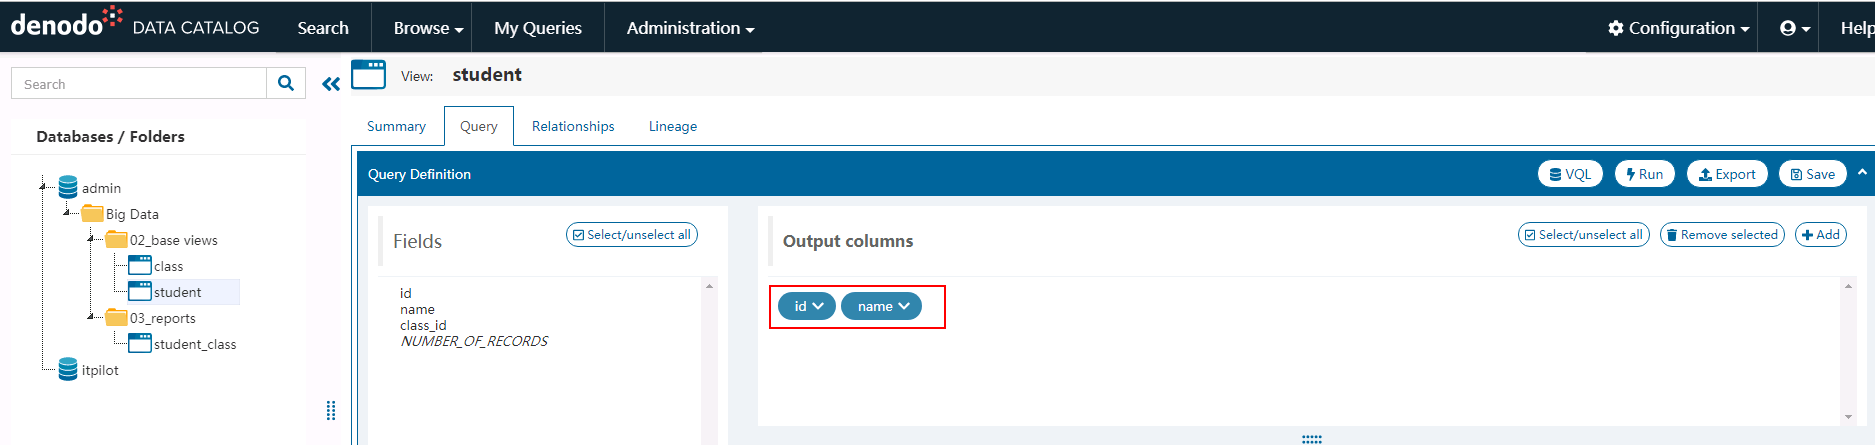 denodo DATA CATALOG Search Browse My Queries Administration Configuration Help
Search
View: student
Summary Query Relationships Lineage
Databases / Folders
admin
Big Data
02_base views
class
student
03_reports
student_class
itpilot
Query Definition VQL Run Export Save
Fields Select/unselect all
id
name
class_id
NUMBER_OF_RECORDS
Output columns Select/unselect all Remove selected Add
id name